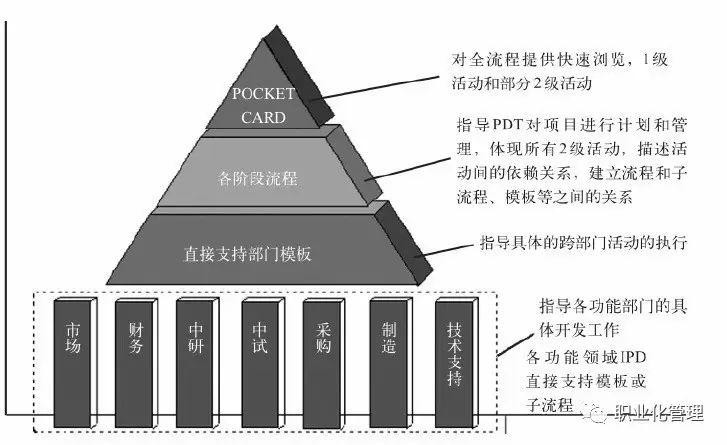 对全流程提供快速浏览，1级
活动和部分2级活动
POCKET
CARD
指导PDT对项目进行计划和管
理，体现所有2级活动，描述活
动间的依赖关系，建立流程和子
流程、模板等之间的关系
各阶段流程
直接支持部门模板
指导具体的跨部门活动的执行
市场
财务
中研
中试
采购
制造
技术支持
指导各功能部门的具
体开发工作
各功能领域IPD
直接支持模板或
子流程
职业化管理